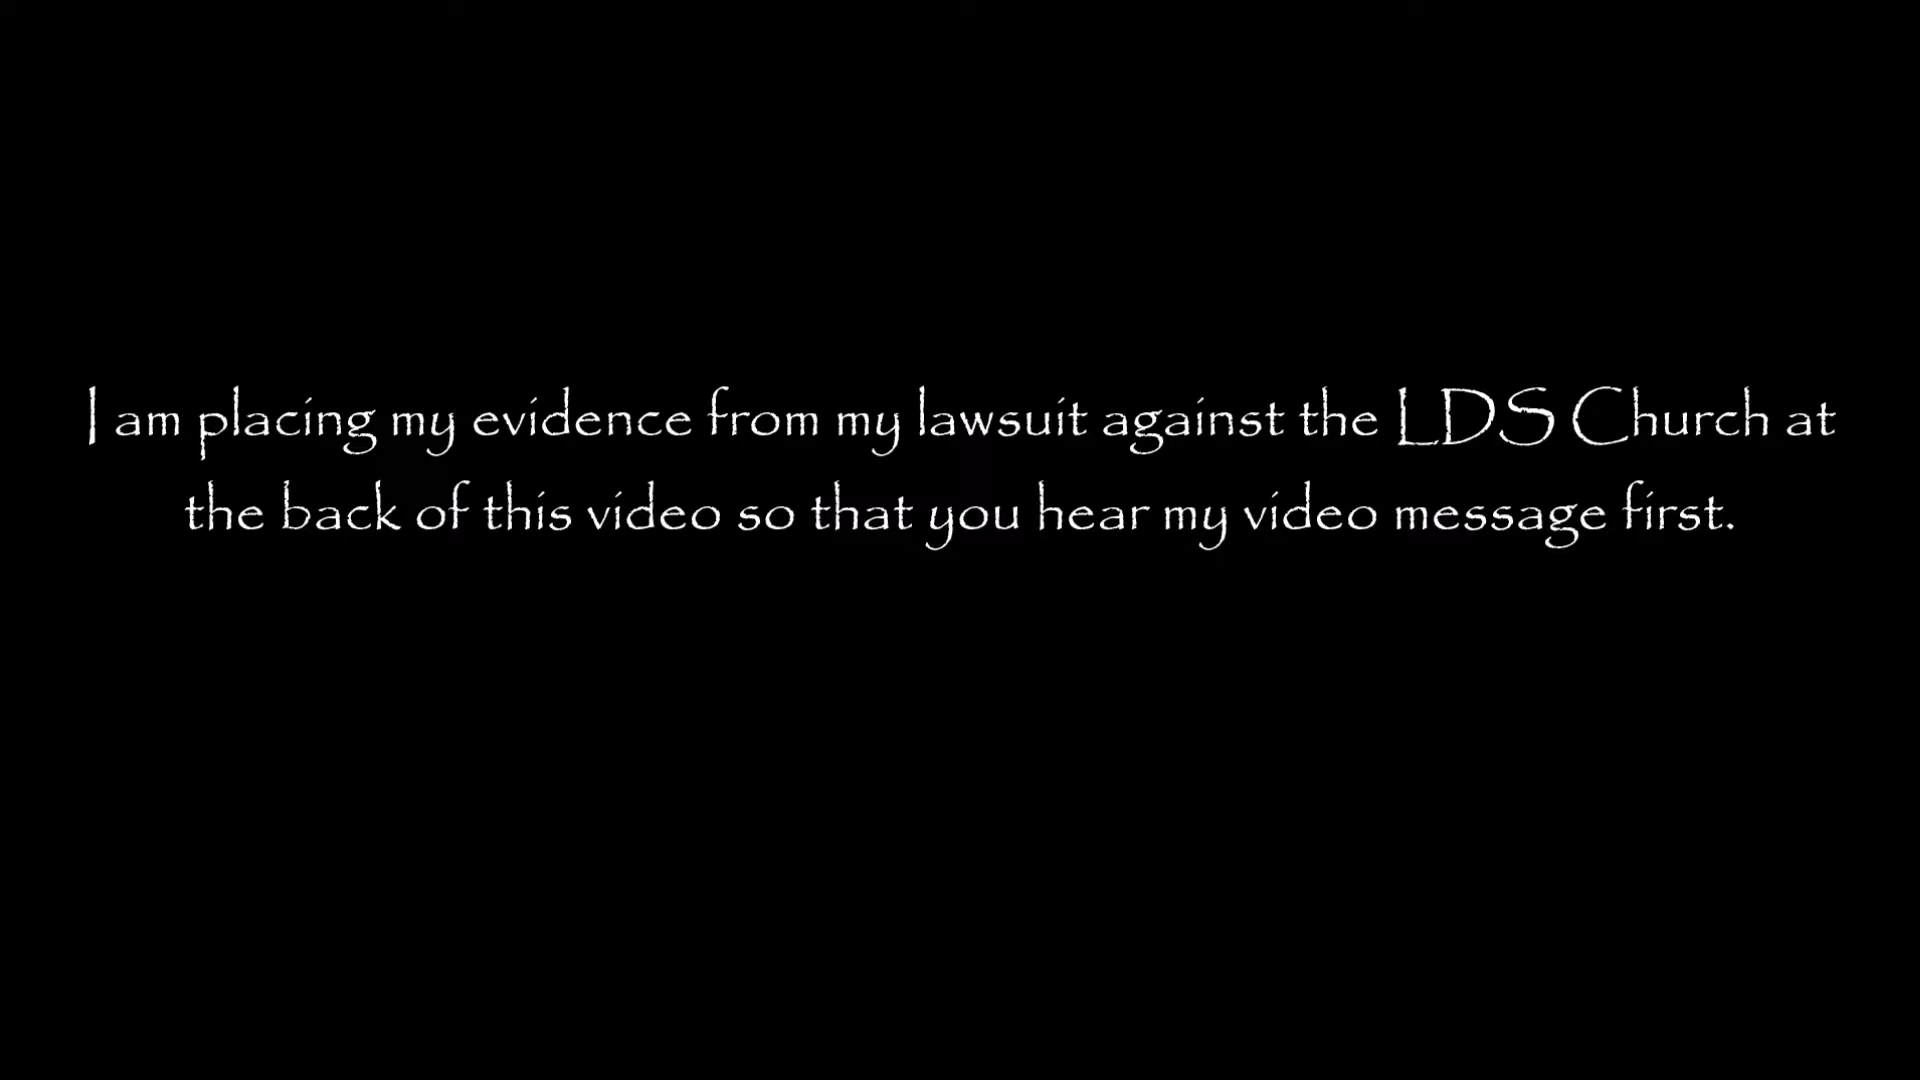 I am placing my evidence from my lawsuit against the LDS Church at
the back of this video so that you hear my video message first.